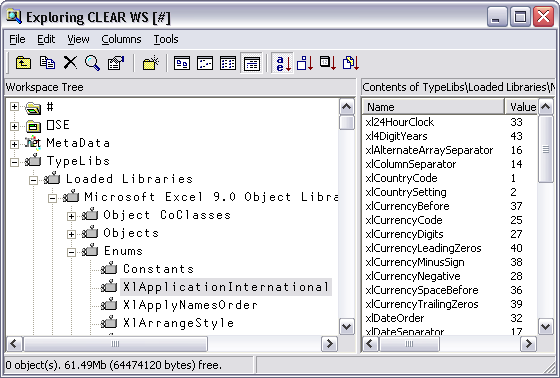 Exploring CLEAR WS [#]
File Edit View Columns Tools
Workspace Tree
#
⎕SE
MetaData
TypeLibs
Loaded Libraries
Microsoft Excel 9.0 Object Libra
Object CoClasses
Objects
Enums
Constants
XlApplicationInternational
XlApplyNamesOrder
XlArrangeStyle
Contents of TypeLibs\Loaded Libraries\M
Name Value
xl24HourClock 33
xl4DigitYears 43
xlAlternateArraySeparator 16
xlColumnSeparator 14
xlCountryCode 1
xlCountrySetting 2
xlCurrencyBefore 37
xlCurrencyCode 25
xlCurrencyDigits 27
xlCurrencyLeadingZeros 40
xlCurrencyMinusSign 38
xlCurrencyNegative 28
xlCurrencySpaceBefore 36
xlCurrencyTrailingZeros 39
xlDateOrder 32
xlDateSeparator 17
0 object(s). 61.49Mb (64474120 bytes) free.